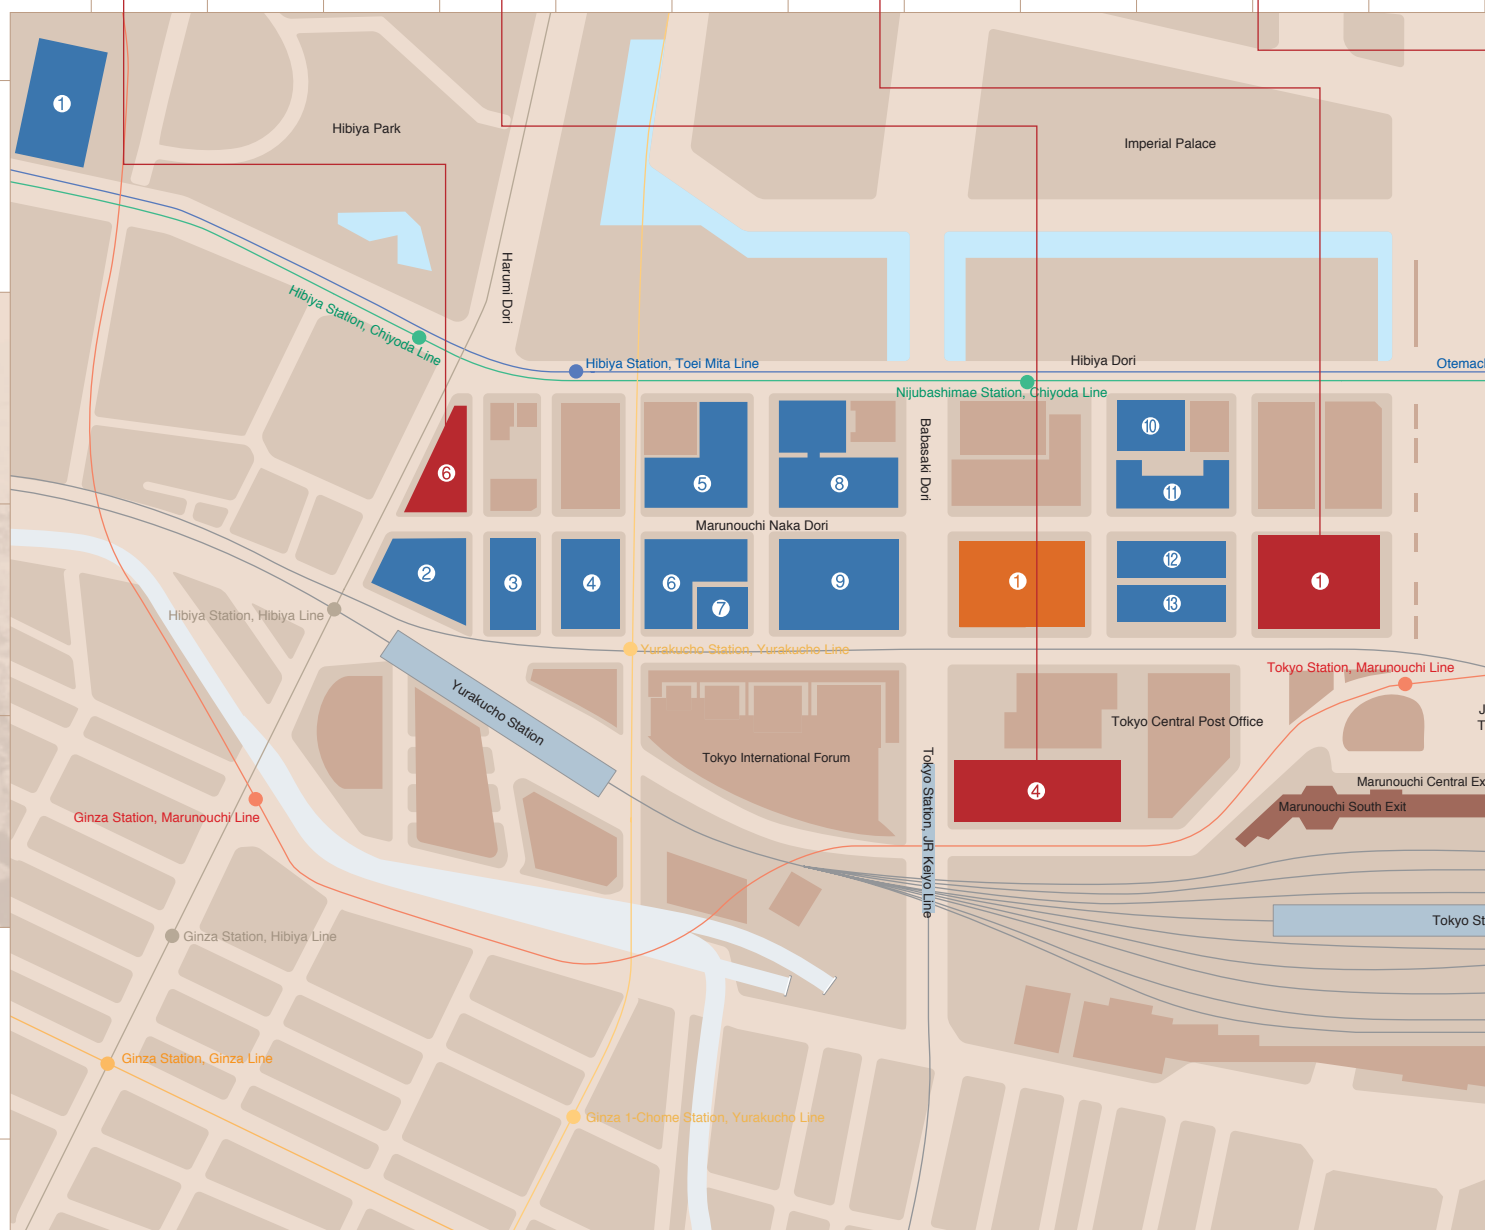 1
Hibiya Park
Imperial Palace
Harumi Dori
Hibiya Station, Chiyoda Line
Hibiya Station, Toei Mita Line
Hibiya Dori
Otemach
Nijubashimae Station, Chiyoda Line
Babasaki Dori
6
5
8
10
11
Marunouchi Naka Dori
2
3
4
6
7
9
1
12
13
1
Hibiya Station, Hibiya Line
Yurakucho Station, Yurakucho Line
Tokyo Station, Marunouchi Line
Yurakucho Station
J
T
Tokyo Central Post Office
Tokyo International Forum
Tokyo Station, JR Keiyo Line
4
Marunouchi Central Ex
Marunouchi South Exit
Ginza Station, Marunouchi Line
Tokyo St
Ginza Station, Hibiya Line
Ginza Station, Ginza Line
Ginza 1-Chome Station, Yurakucho Line